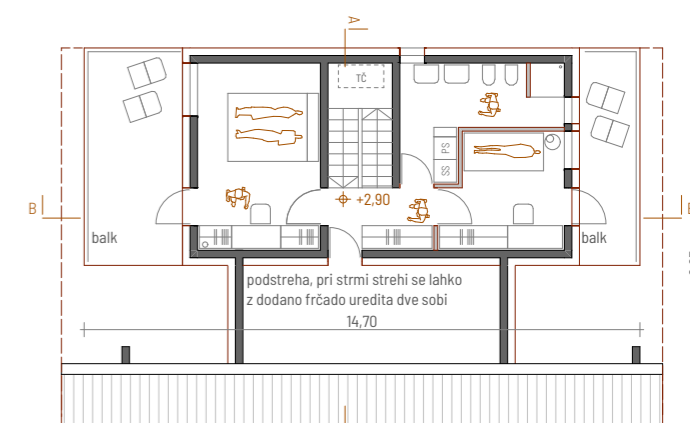 A
TČ
PS
SS
+2,90
B
B
balk
balk
podstreha, pri strmi strehi se lahko
z dodano frčado uredita dve sobi
14,70